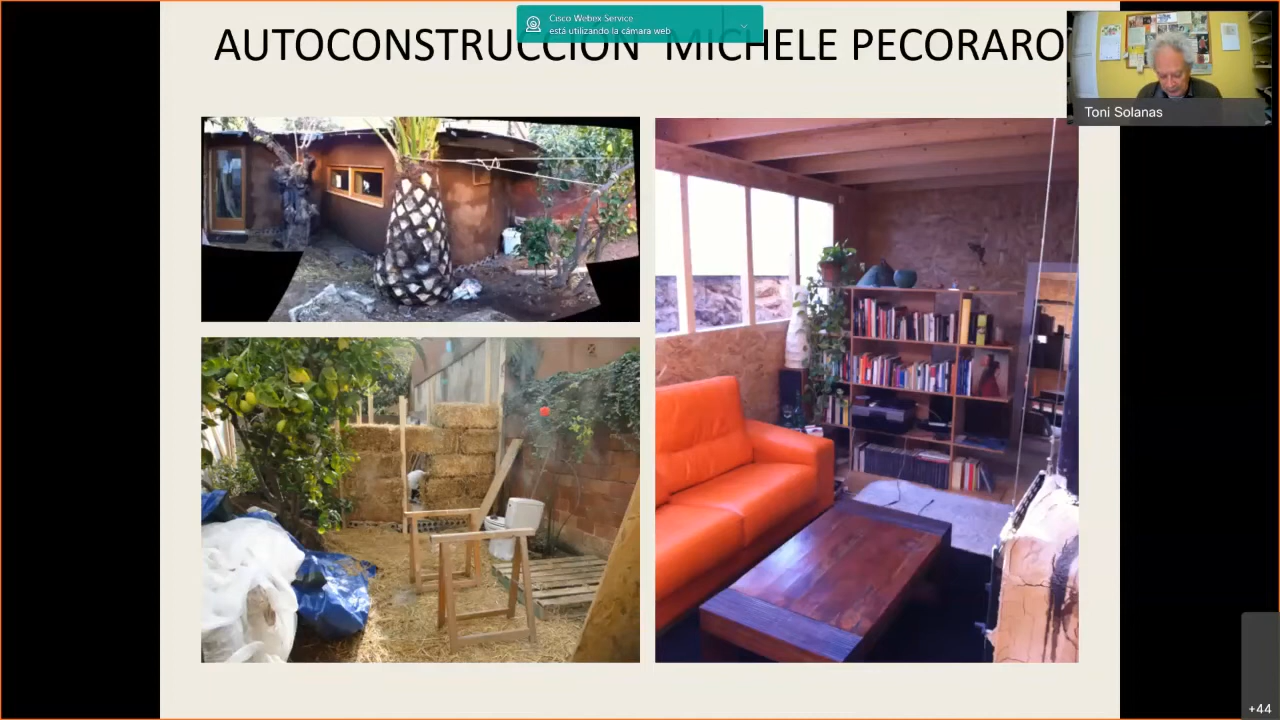 Cisco Webex Service
está utilizando la cámara web
AUTOCONSTRUCCIÓN MICHELE PECORARO
Toni Solanas
+44